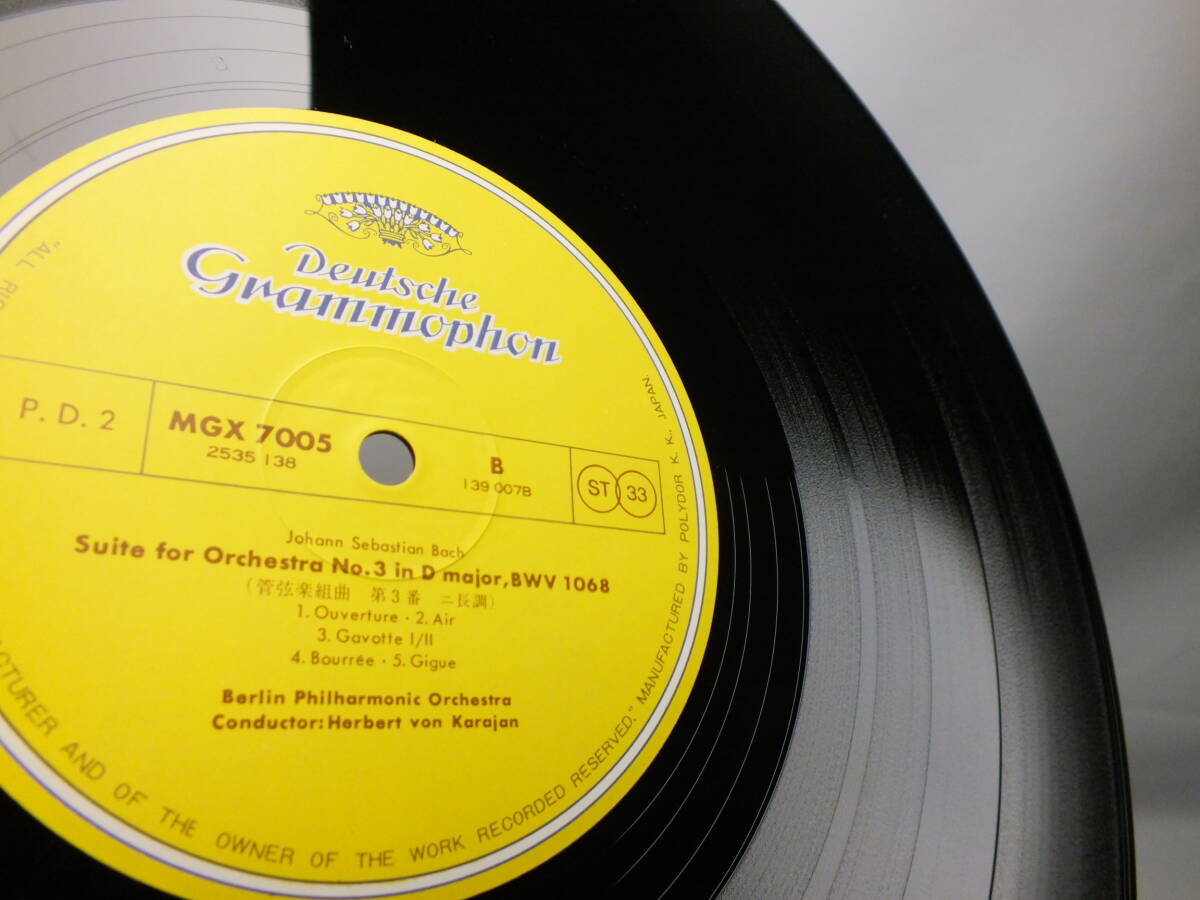 Deutsche
Grammophon
P. D. 2
MGX 7005
2535 138
B
139 007B
ST 33
Johann Sebastian Bach
Suite for Orchestra No.3 in D major, BWV 1068
(管弦楽組曲 第3番 ニ長調)
1. Ouverture · 2. Air
3. Gavotte I/II
4. Bourrée · 5. Gigue
Berlin Philharmonic Orchestra
Conductor: Herbert von Karajan
"ALL
CTURER AND OF THE OWNER OF THE WORK RECORDED RESERVED." MANUFACTURED BY POLYDOR K. K., JAPAN.